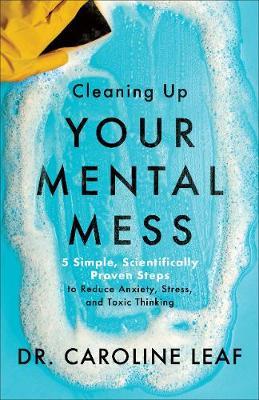 Cleaning Up
YOUR
MENTAL
MESS
5 Simple, Scientifically
Proven Steps
to Reduce Anxiety, Stress,
and Toxic Thinking
DR. CAROLINE LEAF